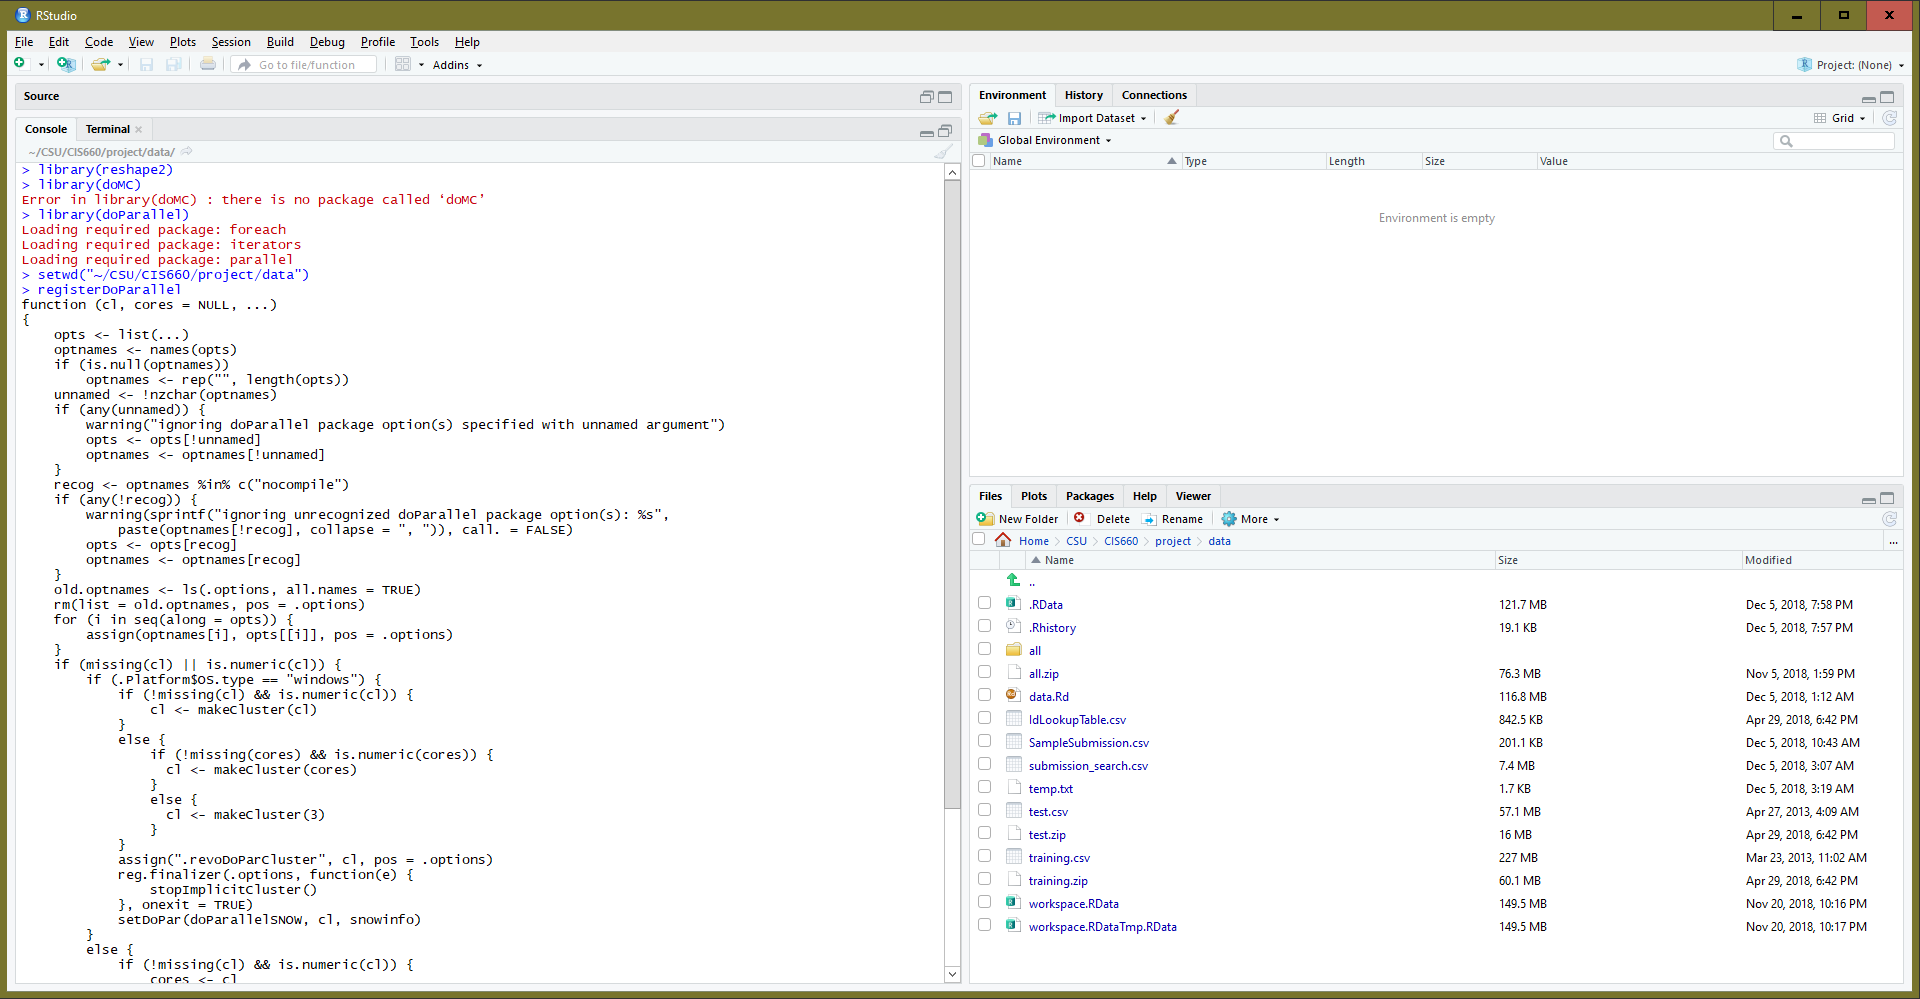 RStudio
File Edit Code View Plots Session Build Debug Profile Tools Help
Go to file/function Addins Project: (None)
Source
Console Terminal
~/CSU/CIS660/project/data/
> library(reshape2)
> library(doMC)
Error in library(doMC) : there is no package called ‘doMC’
> library(doParallel)
Loading required package: foreach
Loading required package: iterators
Loading required package: parallel
> setwd("~/CSU/CIS660/project/data")
> registerDoParallel
function (cl, cores = NULL, ...)
{
    opts <- list(...)
    optnames <- names(opts)
    if (is.null(optnames))
        optnames <- rep("", length(opts))
    unnamed <- !nzchar(optnames)
    if (any(unnamed)) {
        warning("ignoring doParallel package option(s) specified with unnamed argument")
        opts <- opts[!unnamed]
        optnames <- optnames[!unnamed]
    }
    recog <- optnames %in% c("nocompile")
    if (any(!recog)) {
        warning(sprintf("ignoring unrecognized doParallel package option(s): %s",
            paste(optnames[!recog], collapse = ", ")), call. = FALSE)
        opts <- opts[recog]
        optnames <- optnames[recog]
    }
    old.optnames <- ls(.options, all.names = TRUE)
    rm(list = old.optnames, pos = .options)
    for (i in seq(along = opts)) {
        assign(optnames[i], opts[[i]], pos = .options)
    }
    if (missing(cl) || is.numeric(cl)) {
        if (.Platform$OS.type == "windows") {
            if (!missing(cl) && is.numeric(cl)) {
                cl <- makeCluster(cl)
            }
            else {
                if (!missing(cores) && is.numeric(cores)) {
                  cl <- makeCluster(cores)
                }
                else {
                  cl <- makeCluster(3)
                }
            }
            assign(".revoDoParCluster", cl, pos = .options)
            reg.finalizer(.options, function(e) {
                stopImplicitCluster()
            }, onexit = TRUE)
            setDoPar(doParallelSNOW, cl, snowinfo)
        }
        else {
            if (!missing(cl) && is.numeric(cl)) {
                cores <- cl
Environment History Connections
Import Dataset Grid
Global Environment
Name Type Length Size Value
Environment is empty
Files Plots Packages Help Viewer
New Folder Delete Rename More
Home CSU CIS660 project data ...
Name Size Modified
..
.RData 121.7 MB Dec 5, 2018, 7:58 PM
.Rhistory 19.1 KB Dec 5, 2018, 7:57 PM
all
all.zip 76.3 MB Nov 5, 2018, 1:59 PM
data.Rd 116.8 MB Dec 5, 2018, 1:12 AM
IdLookupTable.csv 842.5 KB Apr 29, 2018, 6:42 PM
SampleSubmission.csv 201.1 KB Dec 5, 2018, 10:43 AM
submission_search.csv 7.4 MB Dec 5, 2018, 3:07 AM
temp.txt 1.7 KB Dec 5, 2018, 3:19 AM
test.csv 57.1 MB Apr 27, 2013, 4:09 AM
test.zip 16 MB Apr 29, 2018, 6:42 PM
training.csv 227 MB Mar 23, 2013, 11:02 AM
training.zip 60.1 MB Apr 29, 2018, 6:42 PM
workspace.RData 149.5 MB Nov 20, 2018, 10:16 PM
workspace.RDataTmp.RData 149.5 MB Nov 20, 2018, 10:17 PM